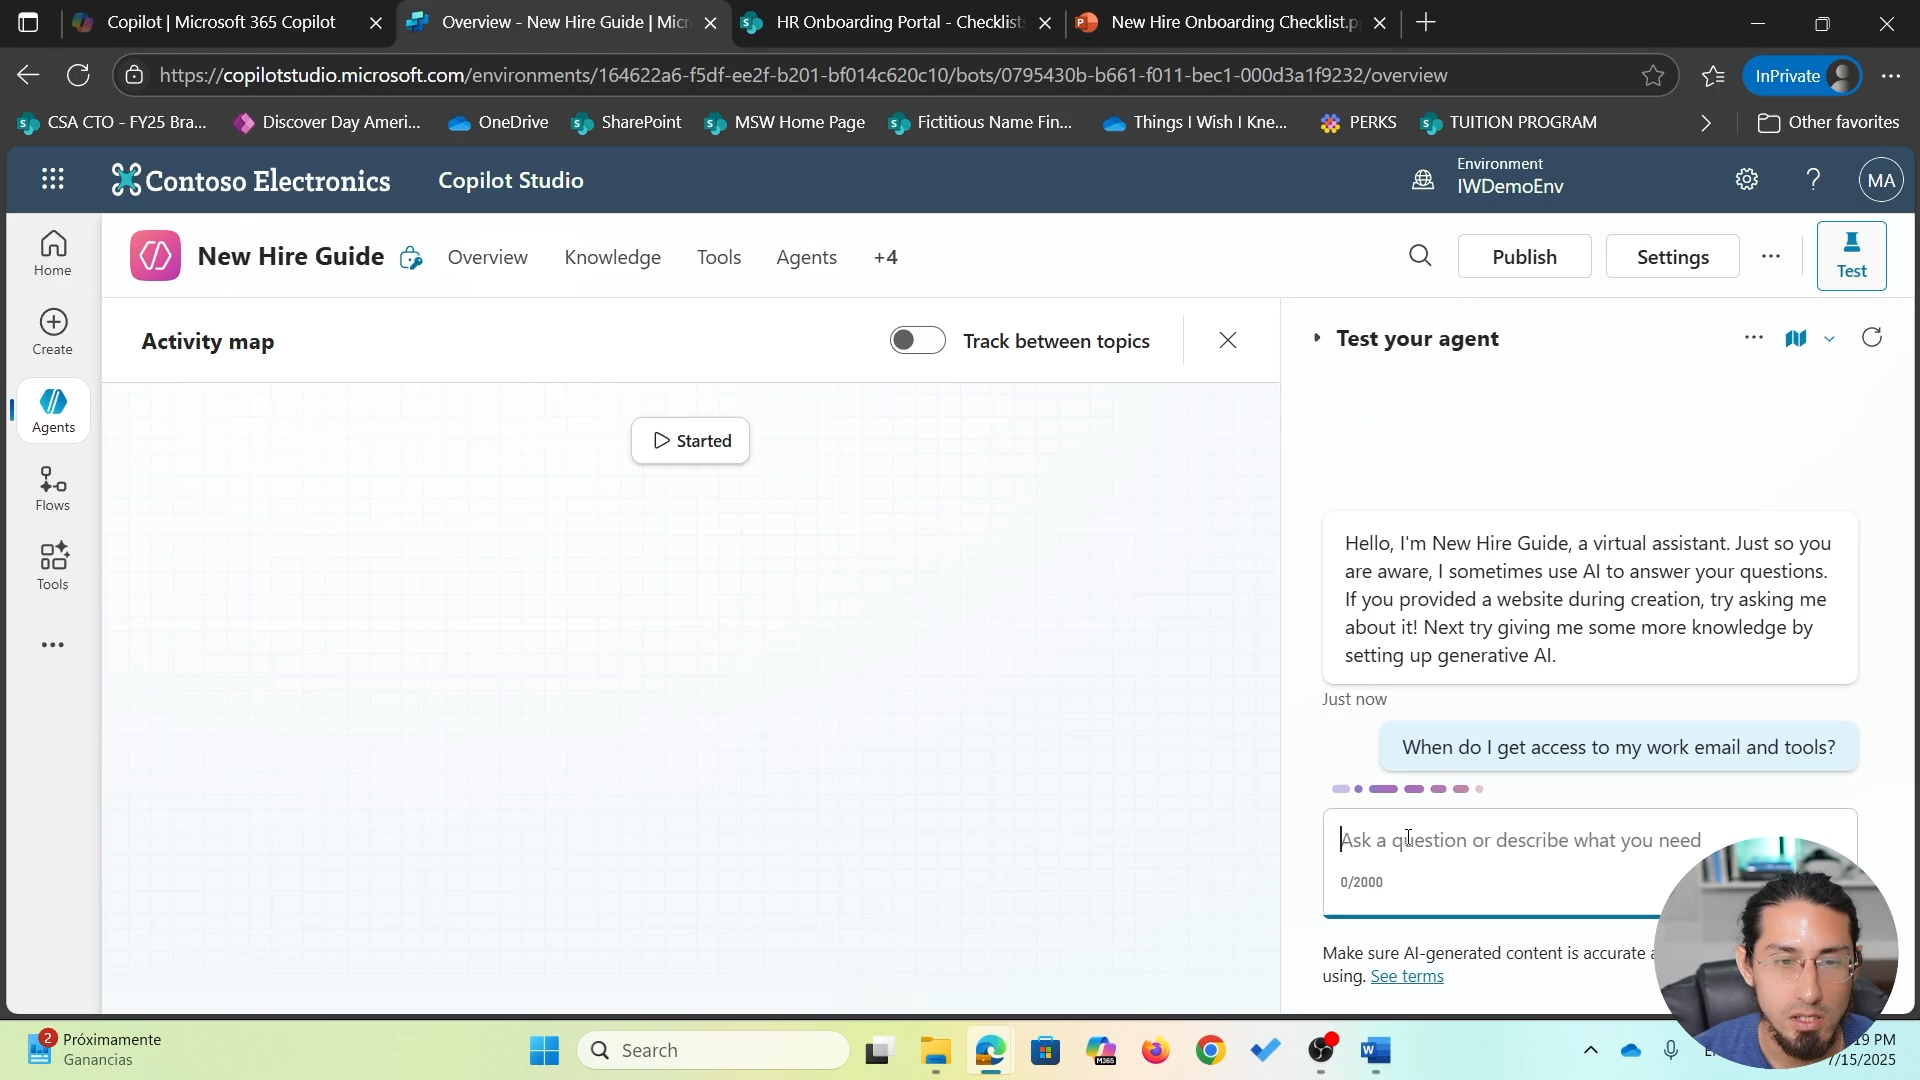 Copilot | Microsoft 365 Copilot
Overview - New Hire Guide | Micr
HR Onboarding Portal - Checklists
New Hire Onboarding Checklist.p
https://copilotstudio.microsoft.com/environments/164622a6-f5df-ee2f-b201-bf014c620c10/bots/0795430b-b661-f011-bec1-000d3a1f9232/overview
InPrivate
CSA CTO - FY25 Bra...
Discover Day Ameri...
OneDrive
SharePoint
MSW Home Page
Fictitious Name Fin...
Things I Wish I Kne...
PERKS
TUITION PROGRAM
Other favorites
Contoso Electronics
Copilot Studio
Environment
IWDemoEnv
MA
Home
Create
Agents
Flows
Tools
New Hire Guide
Overview
Knowledge
Tools
Agents
+4
Publish
Settings
Test
Activity map
Track between topics
Started
Test your agent
Hello, I'm New Hire Guide, a virtual assistant. Just so you
are aware, I sometimes use AI to answer your questions.
If you provided a website during creation, try asking me
about it! Next try giving me some more knowledge by
setting up generative AI.
Just now
When do I get access to my work email and tools?
Ask a question or describe what you need
0/2000
Make sure AI-generated content is accurate
using. See terms
2
Próximamente
Ganancias
Search
M365
19 PM
7/15/2025